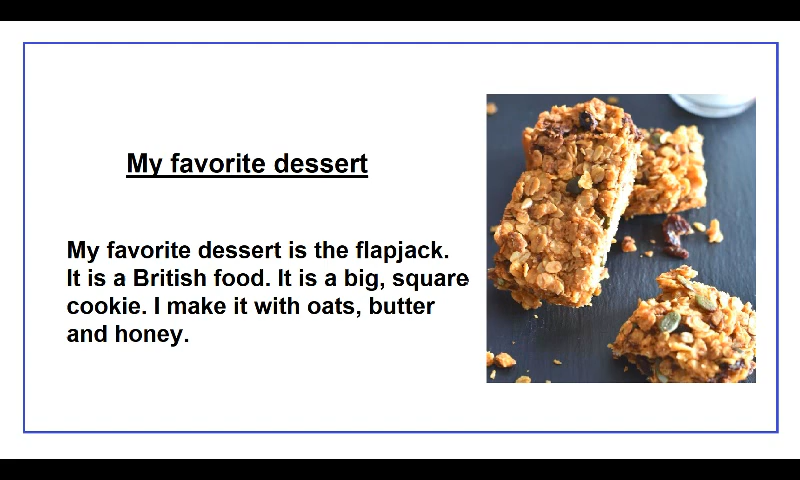 My favorite dessert
My favorite dessert is the flapjack.
It is a British food. It is a big, square
cookie. I make it with oats, butter
and honey.